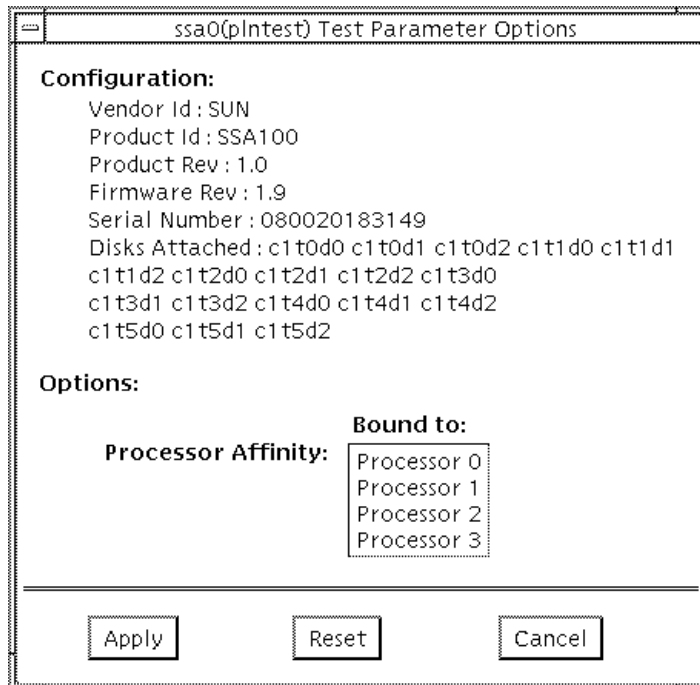 ssa0(plntest) Test Parameter Options
Configuration:
Vendor Id : SUN
Product Id : SSA100
Product Rev : 1.0
Firmware Rev : 1.9
Serial Number : 080020183149
Disks Attached : c1t0d0 c1t0d1 c1t0d2 c1t1d0 c1t1d1
c1t1d2 c1t2d0 c1t2d1 c1t2d2 c1t3d0
c1t3d1 c1t3d2 c1t4d0 c1t4d1 c1t4d2
c1t5d0 c1t5d1 c1t5d2
Options:
Bound to:
Processor Affinity:
Processor 0
Processor 1
Processor 2
Processor 3
Apply Reset Cancel